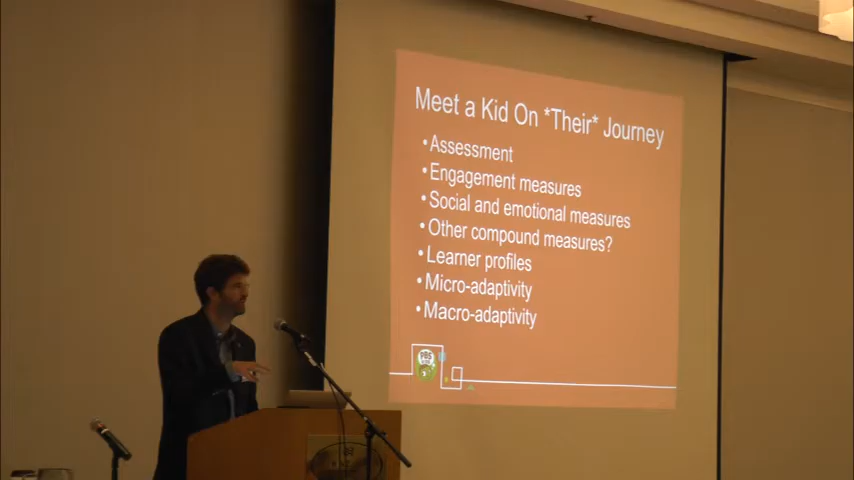 Meet a Kid On *Their* Journey
•Assessment
•Engagement measures
•Social and emotional measures
•Other compound measures?
•Learner profiles
•Micro-adaptivity
•Macro-adaptivity
PBS